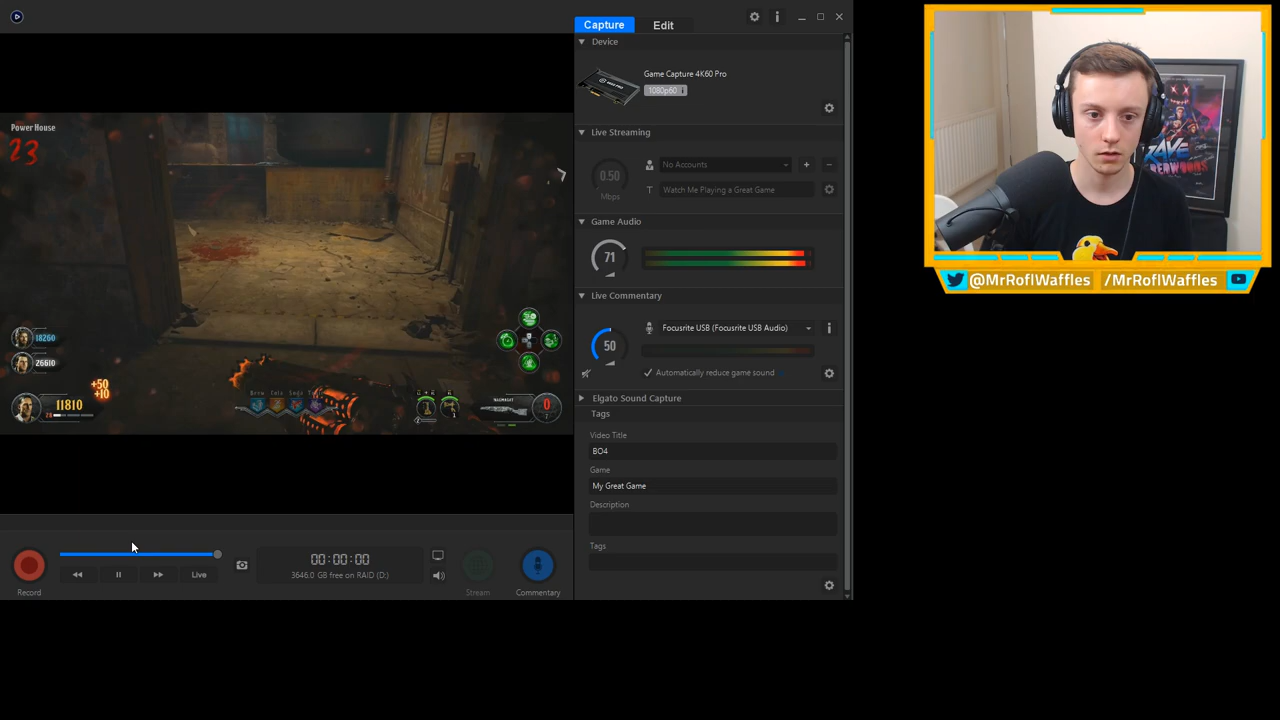 Capture
Edit
Device
Game Capture 4K60 Pro
1080p60
Live Streaming
0.50
Mbps
No Accounts
Watch Me Playing a Great Game
Game Audio
71
Live Commentary
50
Focusrite USB (Focusrite USB Audio)
Automatically reduce game sound
Elgato Sound Capture
Tags
Video Title
BO4
Game
My Great Game
Description
Tags
Power House
23
18260
26610
+50
+10
11810
0
00:00:00
3646.0 GB free on RAID (D:)
Live
Record
Stream
Commentary
@MrRoflWaffles
/MrRoflWaffles